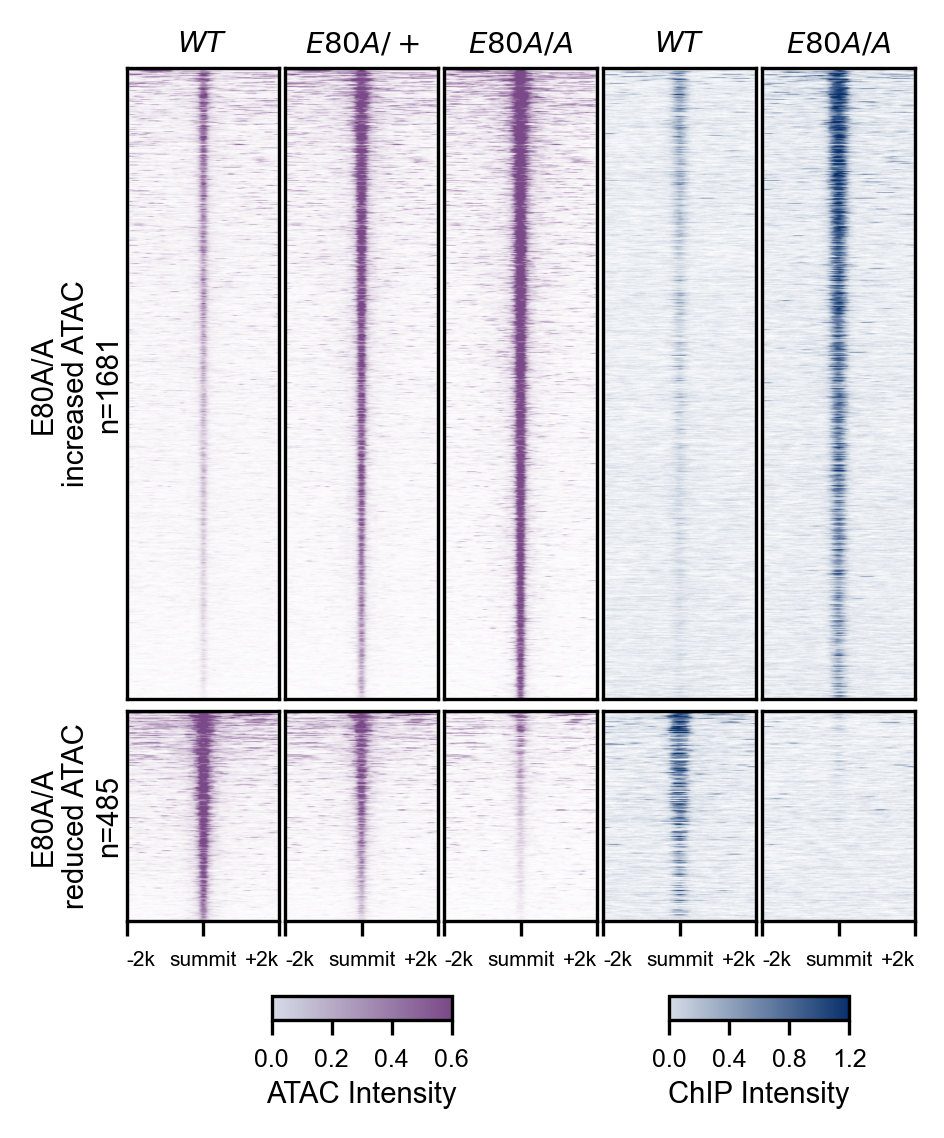 WT E80A/+ E80A/A WT E80A/A
E80A/A
increased ATAC
n=1681
E80A/A
reduced ATAC
n=485
-2k summit +2k -2k summit +2k -2k summit +2k -2k summit +2k -2k summit +2k
0.0 0.2 0.4 0.6
ATAC Intensity
0.0 0.4 0.8 1.2
ChIP Intensity